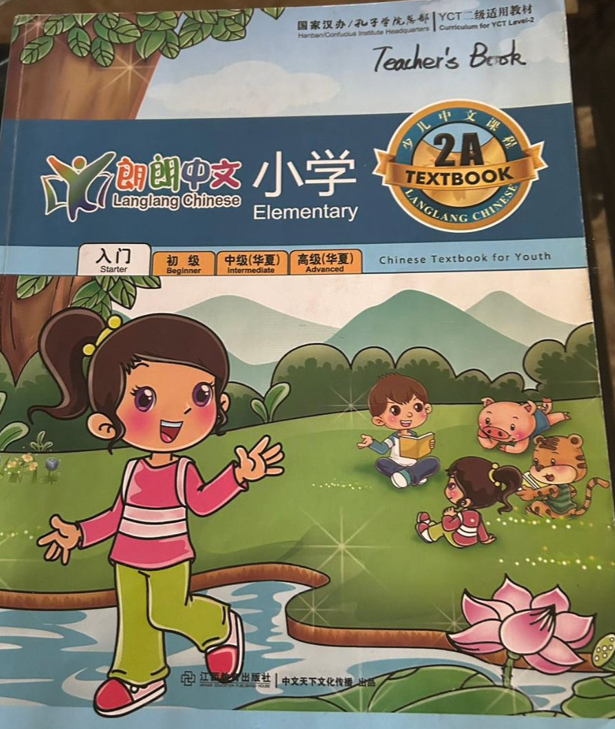 国家汉办/孔子学院总部
Hanban/Confucius Institute Headquarters
YCT二级适用教材
Curriculum for YCT Level-2
Teacher's Book
朗朗中文
Langlang Chinese
小学
Elementary
少儿中文课程
2A
TEXTBOOK
LANGLANG CHINESE
入门
Starter
初级
Beginner
中级(华夏)
Intermediate
高级(华夏)
Advanced
Chinese Textbook for Youth
江西教育出版社
中文天下文化传播 出品